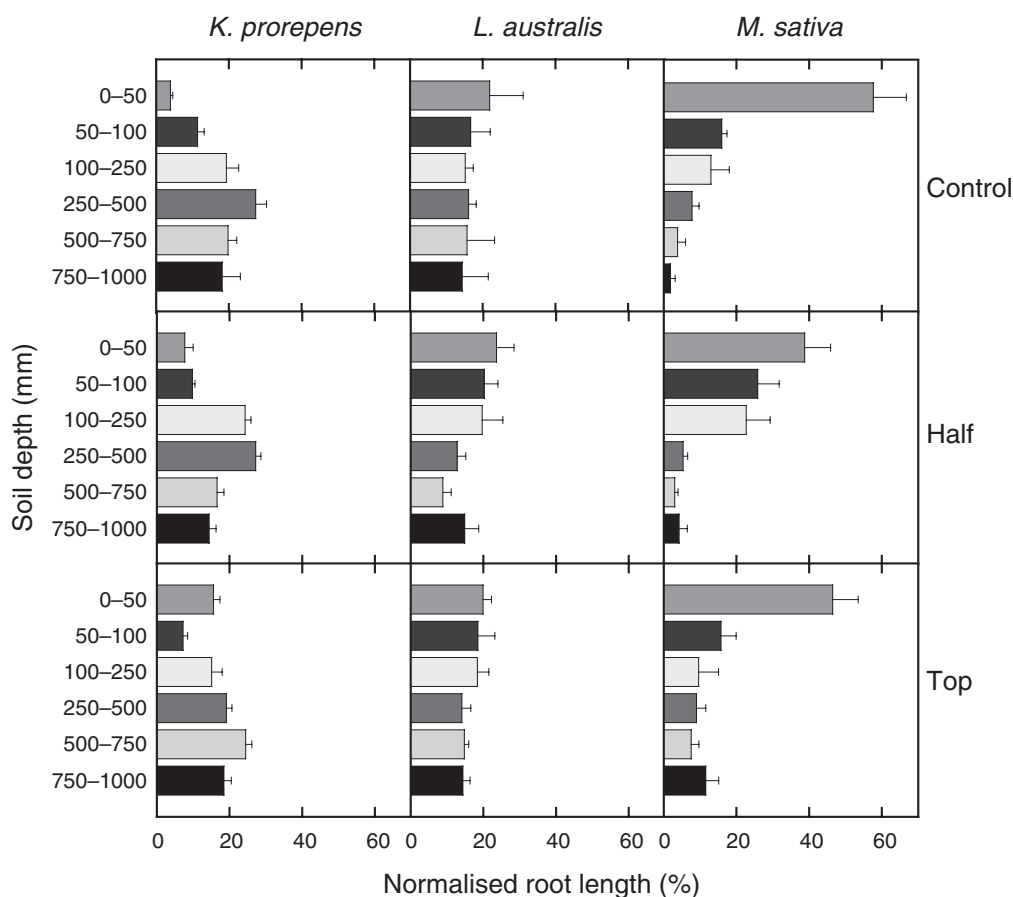 K. prorepens L. australis M. sativa
0–50
50–100
100–250
250–500
500–750
750–1000
Control
0–50
50–100
100–250
250–500
500–750
750–1000
Half
0–50
50–100
100–250
250–500
500–750
750–1000
Top
Soil depth (mm)
0 20 40 60 0 20 40 60 0 20 40 60
Normalised root length (%)